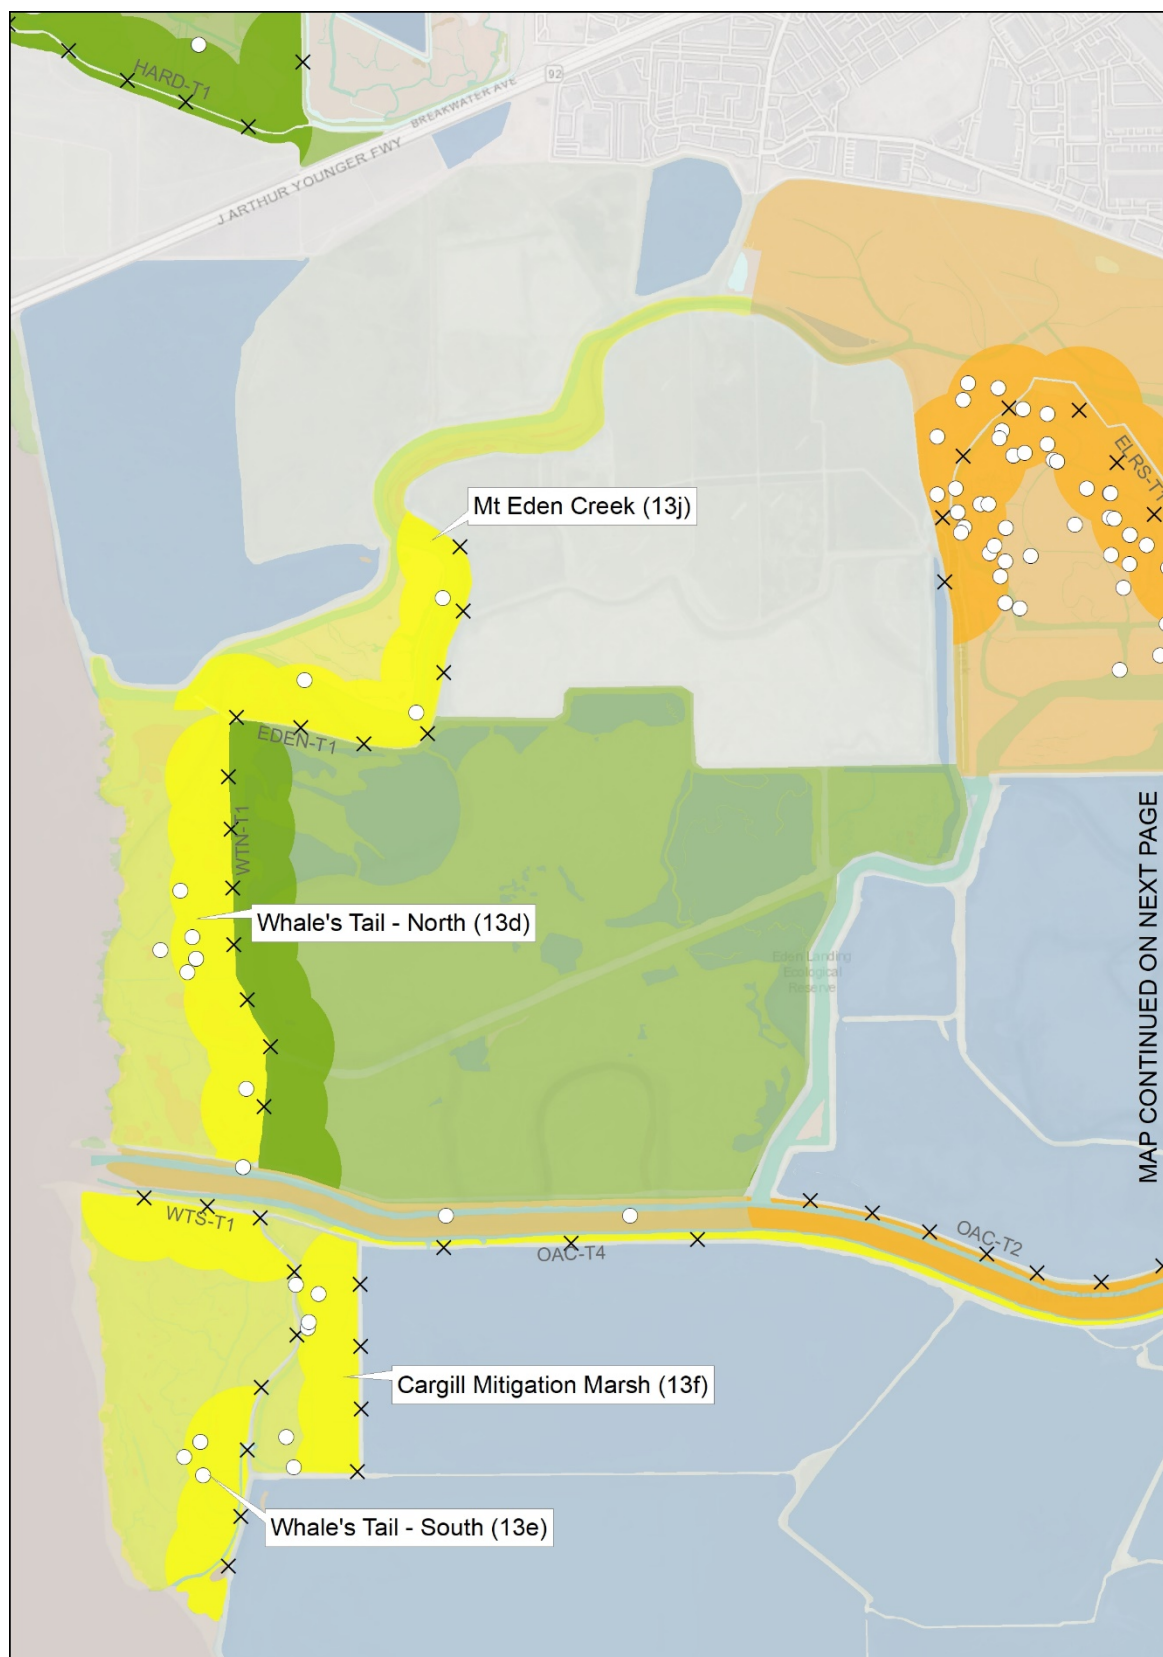 HARD-T1
92
BREAKWATER AVE
J ARTHUR YOUNGER FWY
Mt Eden Creek (13j)
ELRS-T1
EDEN-T1
WTN-T1
Whale's Tail - North (13d)
Eden Landing
Ecological
Reserve
MAP CONTINUED ON NEXT PAGE
WTS-T1
OAC-T4
OAC-T2
Cargill Mitigation Marsh (13f)
Whale's Tail - South (13e)